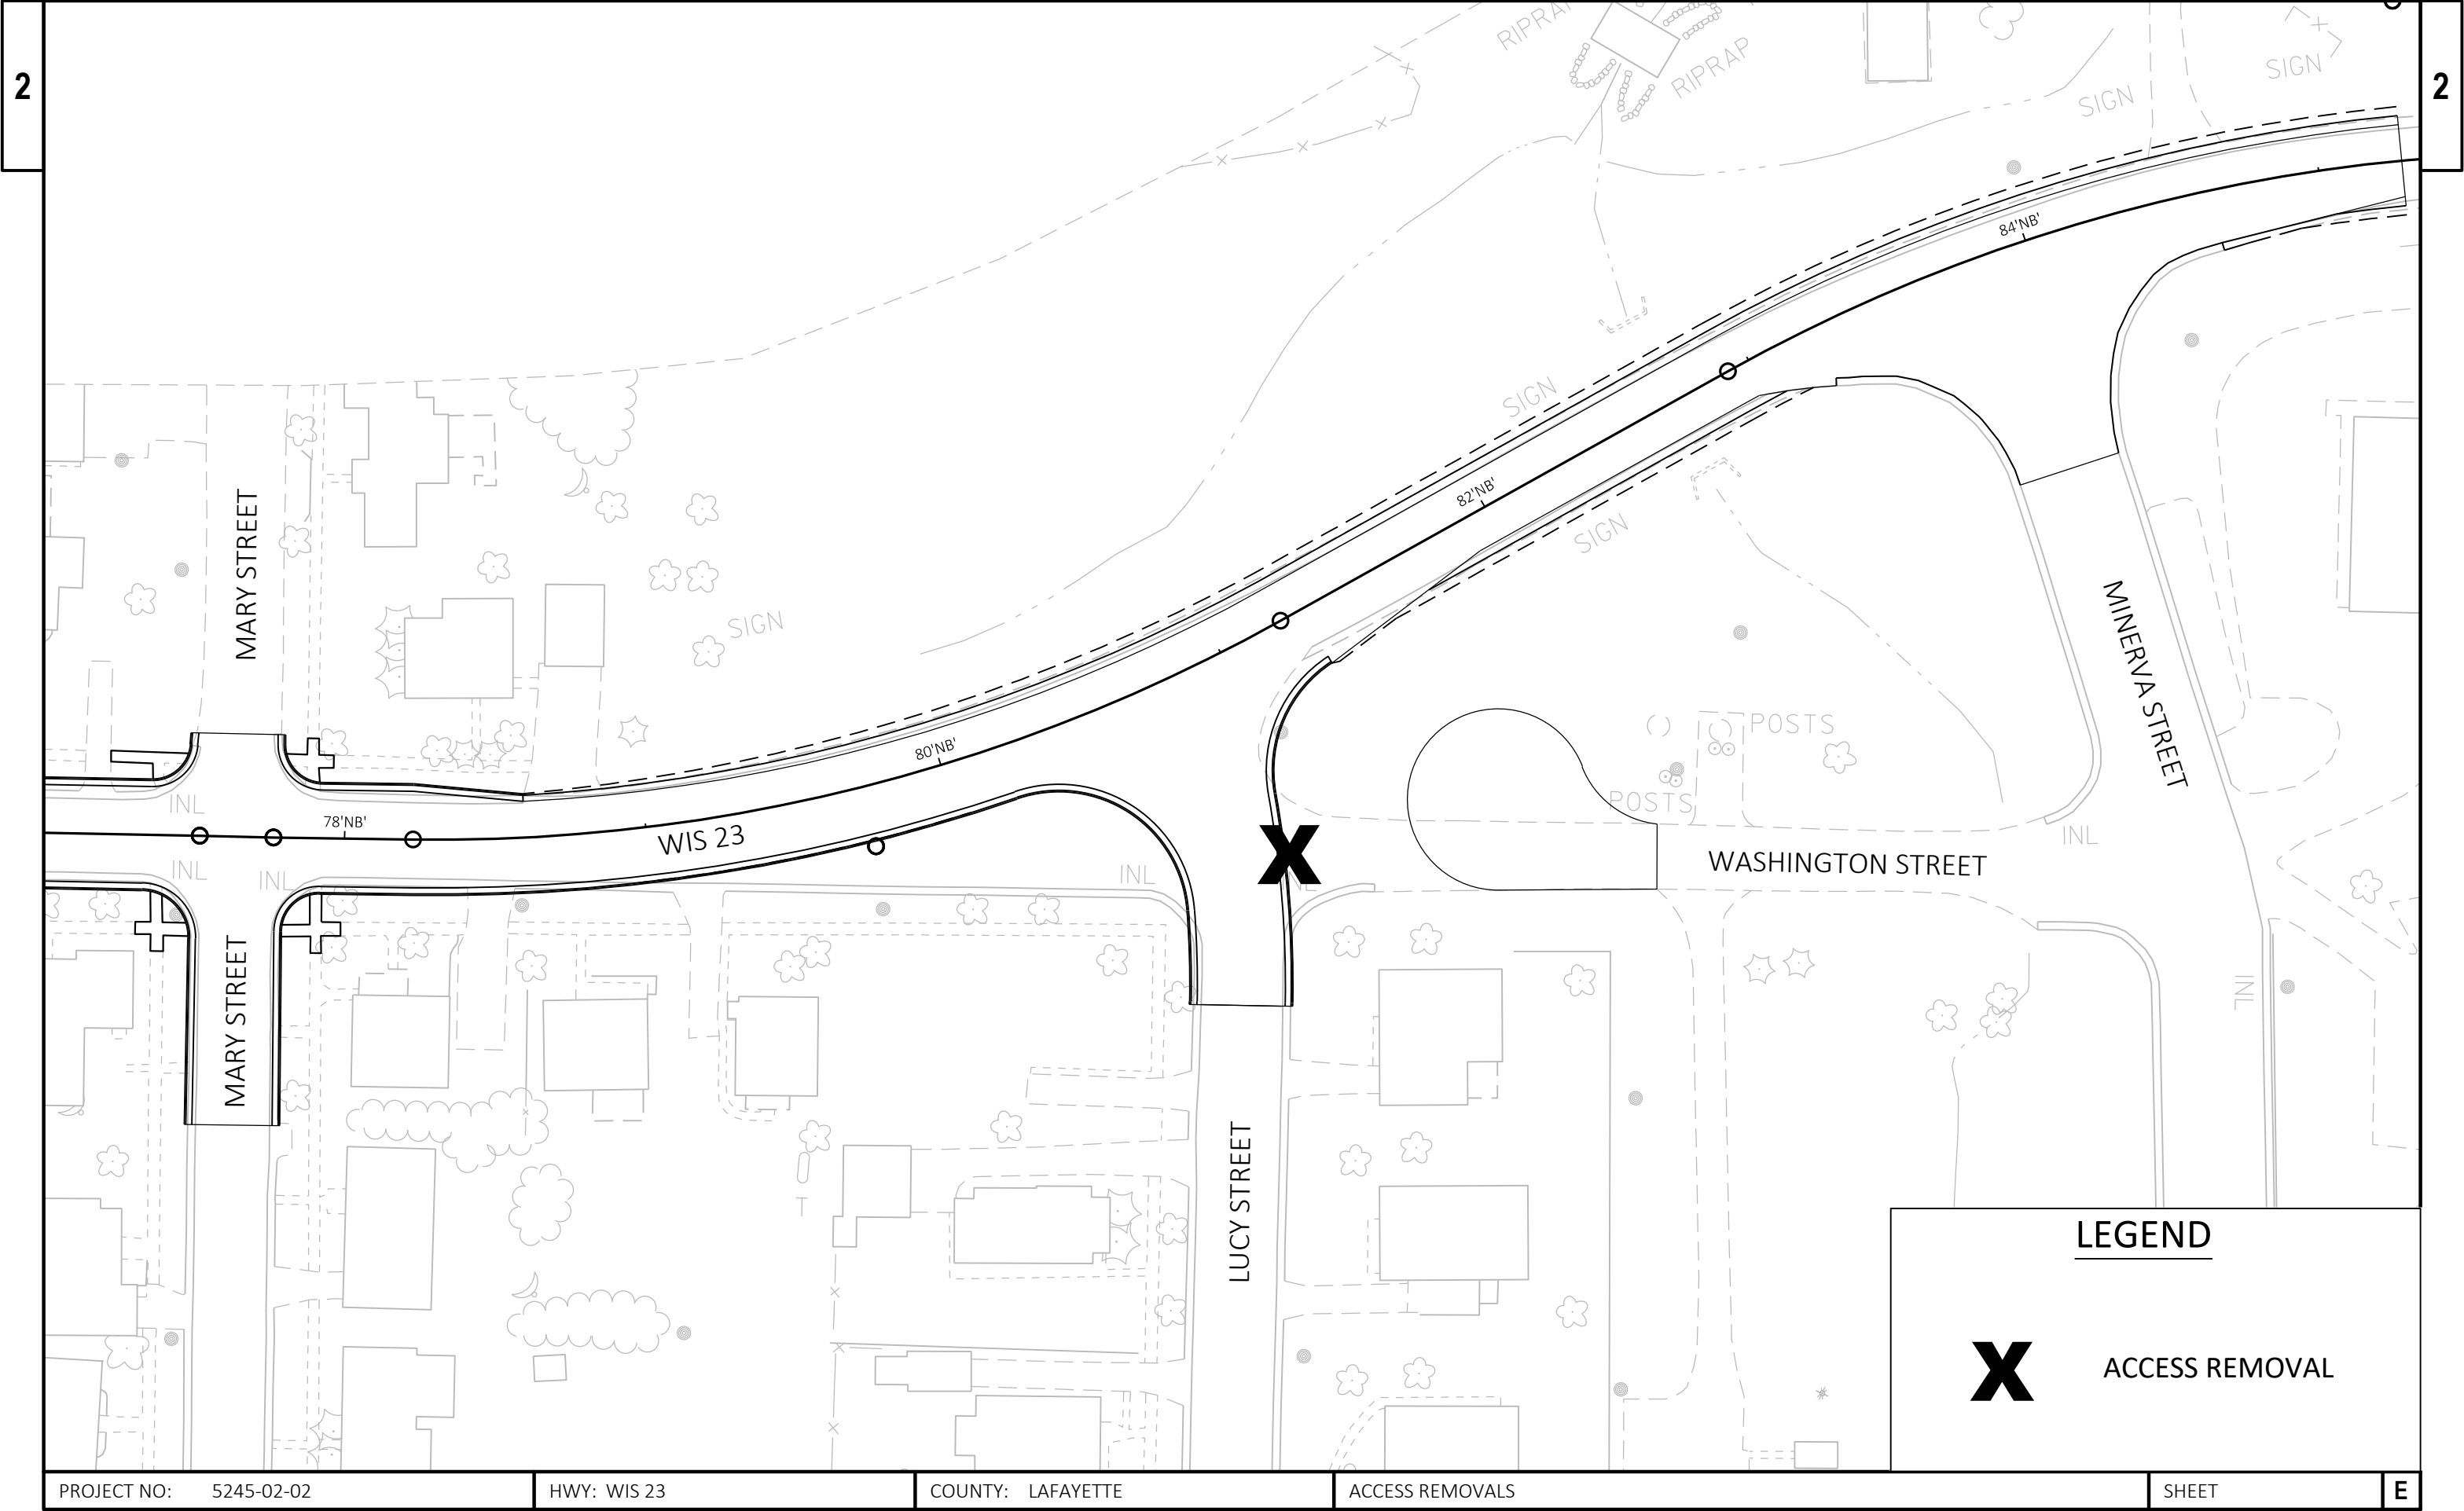 2
2
RIPRAP
RIPRAP
SIGN
SIGN
84'NB'
SIGN
82'NB'
SIGN
MARY STREET
SIGN
MINERVA STREET
POSTS
80'NB'
POSTS
INL
78'NB'
WIS 23
INL
WASHINGTON STREET
INL
INL
INL
MARY STREET
INL
LUCY STREET
LEGEND
X ACCESS REMOVAL
X
PROJECT NO: 5245-02-02
HWY: WIS 23
COUNTY: LAFAYETTE
ACCESS REMOVALS
SHEET
E